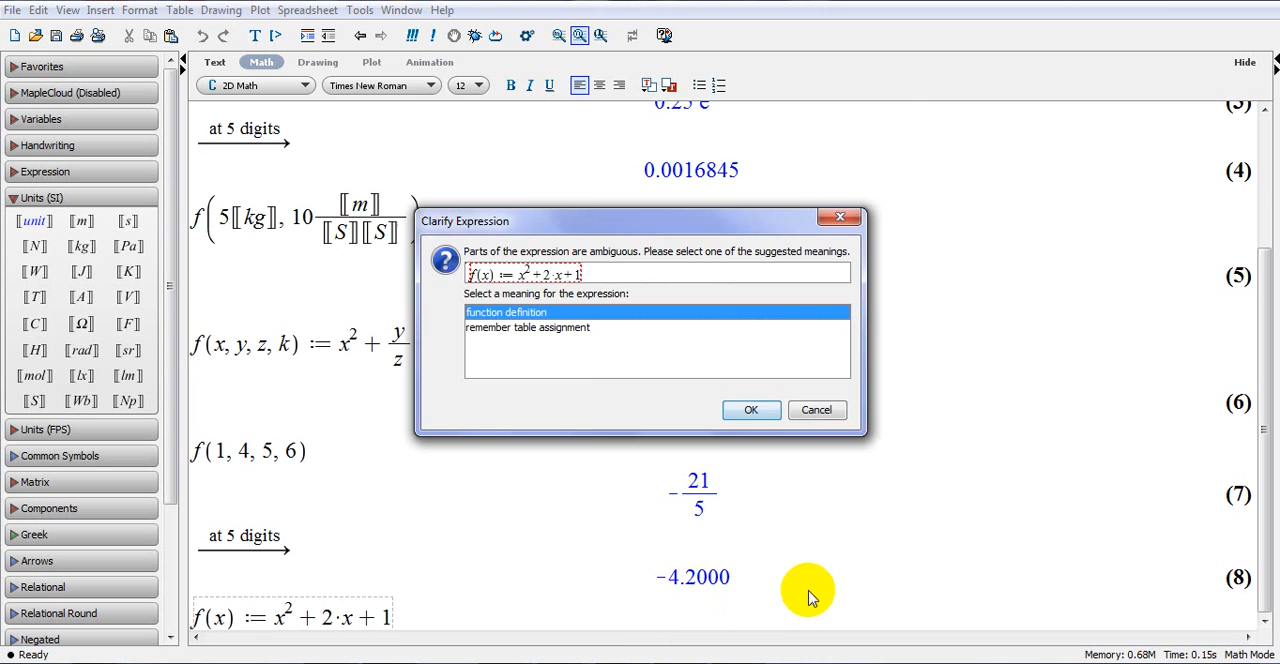 File Edit View Insert Format Table Drawing Plot Spreadsheet Tools Window Help
Text Math Drawing Plot Animation Hide
C 2D Math Times New Roman 12 B I U
Favorites
MapleCloud (Disabled)
Variables
Handwriting
Expression
Units (SI)
⟦unit⟧ ⟦m⟧ ⟦s⟧
⟦N⟧ ⟦kg⟧ ⟦Pa⟧
⟦W⟧ ⟦J⟧ ⟦K⟧
⟦T⟧ ⟦A⟧ ⟦V⟧
⟦C⟧ ⟦Ω⟧ ⟦F⟧
⟦H⟧ ⟦rad⟧ ⟦sr⟧
⟦mol⟧ ⟦lx⟧ ⟦lm⟧
⟦S⟧ ⟦Wb⟧ ⟦Np⟧
Units (FPS)
Common Symbols
Matrix
Components
Greek
Arrows
Relational
Relational Round
Negated
at 5 digits
0.0016845 (4)
f(5⟦kg⟧, 10 ⟦m⟧/(⟦S⟧⟦S⟧))
(5)
f(x, y, z, k) := x² + y/z
(6)
f(1, 4, 5, 6)
-21/5 (7)
at 5 digits
-4.2000 (8)
f(x) := x² + 2·x + 1
Clarify Expression
Parts of the expression are ambiguous. Please select one of the suggested meanings.
f(x) := x²+2·x+1
Select a meaning for the expression:
function definition
remember table assignment
OK Cancel
Ready Memory: 0.68M Time: 0.15s Math Mode